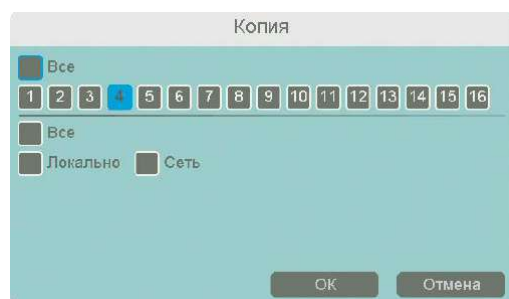 Копия
Все
1 2 3 4 5 6 7 8 9 10 11 12 13 14 15 16
Все
Локально Сеть
ОК Отмена